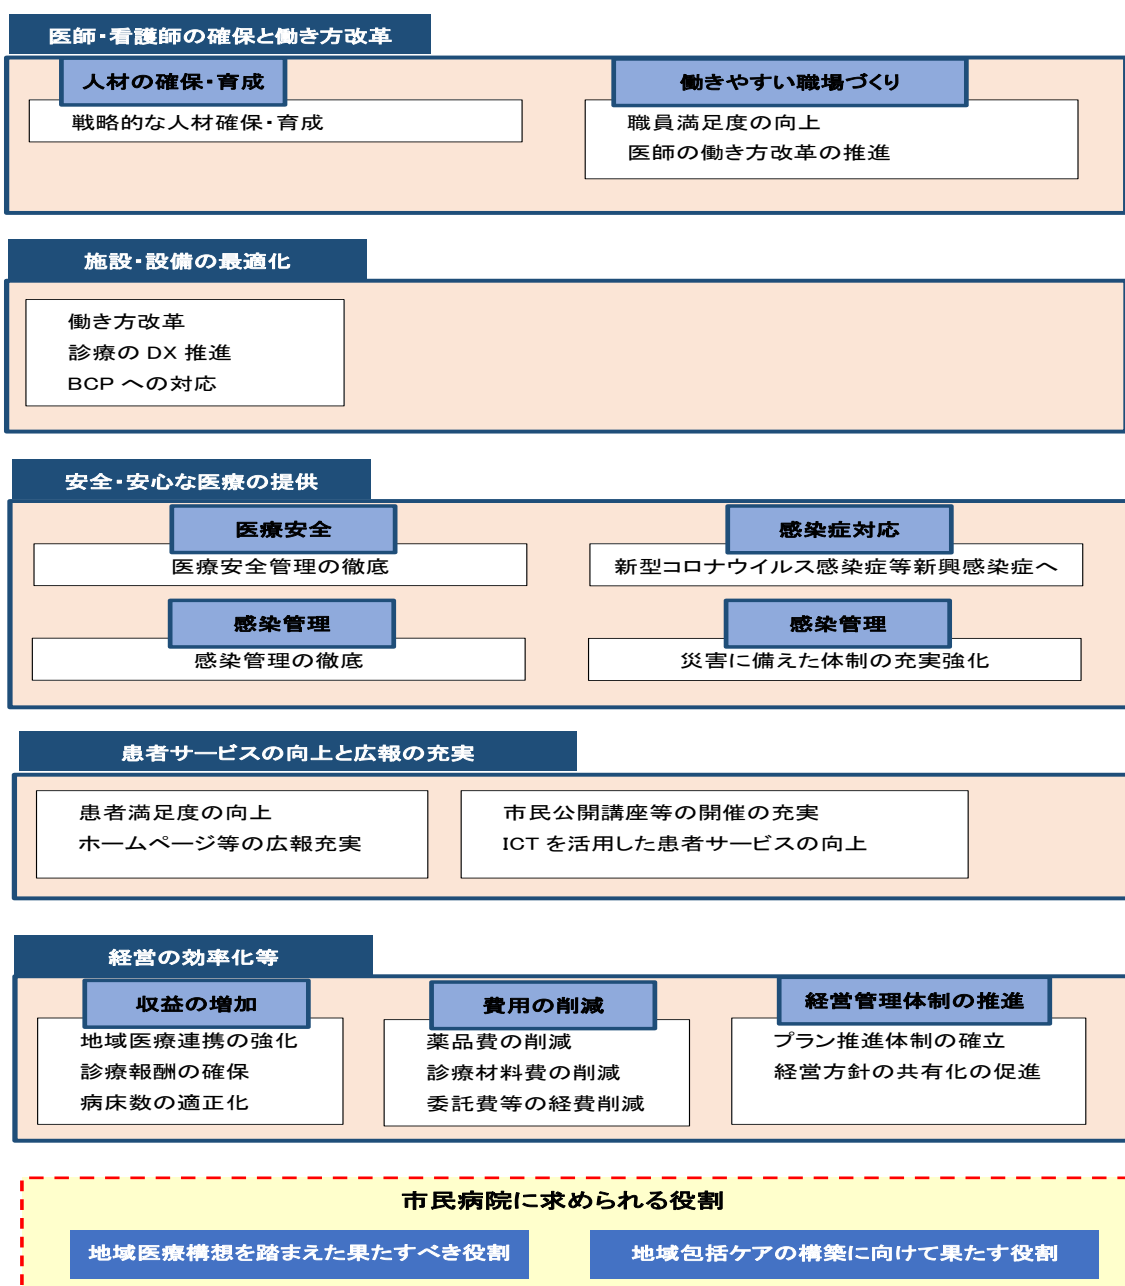 医師・看護師の確保と働き方改革
人材の確保・育成
戦略的な人材確保・育成
働きやすい職場づくり
職員満足度の向上
医師の働き方改革の推進
施設・設備の最適化
働き方改革
診療の DX 推進
BCP への対応
安全・安心な医療の提供
医療安全
医療安全管理の徹底
感染症対応
新型コロナウイルス感染症等新興感染症へ
感染管理
感染管理の徹底
感染管理
災害に備えた体制の充実強化
患者サービスの向上と広報の充実
患者満足度の向上
ホームページ等の広報充実
市民公開講座等の開催の充実
ICT を活用した患者サービスの向上
経営の効率化等
収益の増加
地域医療連携の強化
診療報酬の確保
病床数の適正化
費用の削減
薬品費の削減
診療材料費の削減
委託費等の経費削減
経営管理体制の推進
プラン推進体制の確立
経営方針の共有化の促進
市民病院に求められる役割
地域医療構想を踏まえた果たすべき役割
地域包括ケアの構築に向けて果たす役割